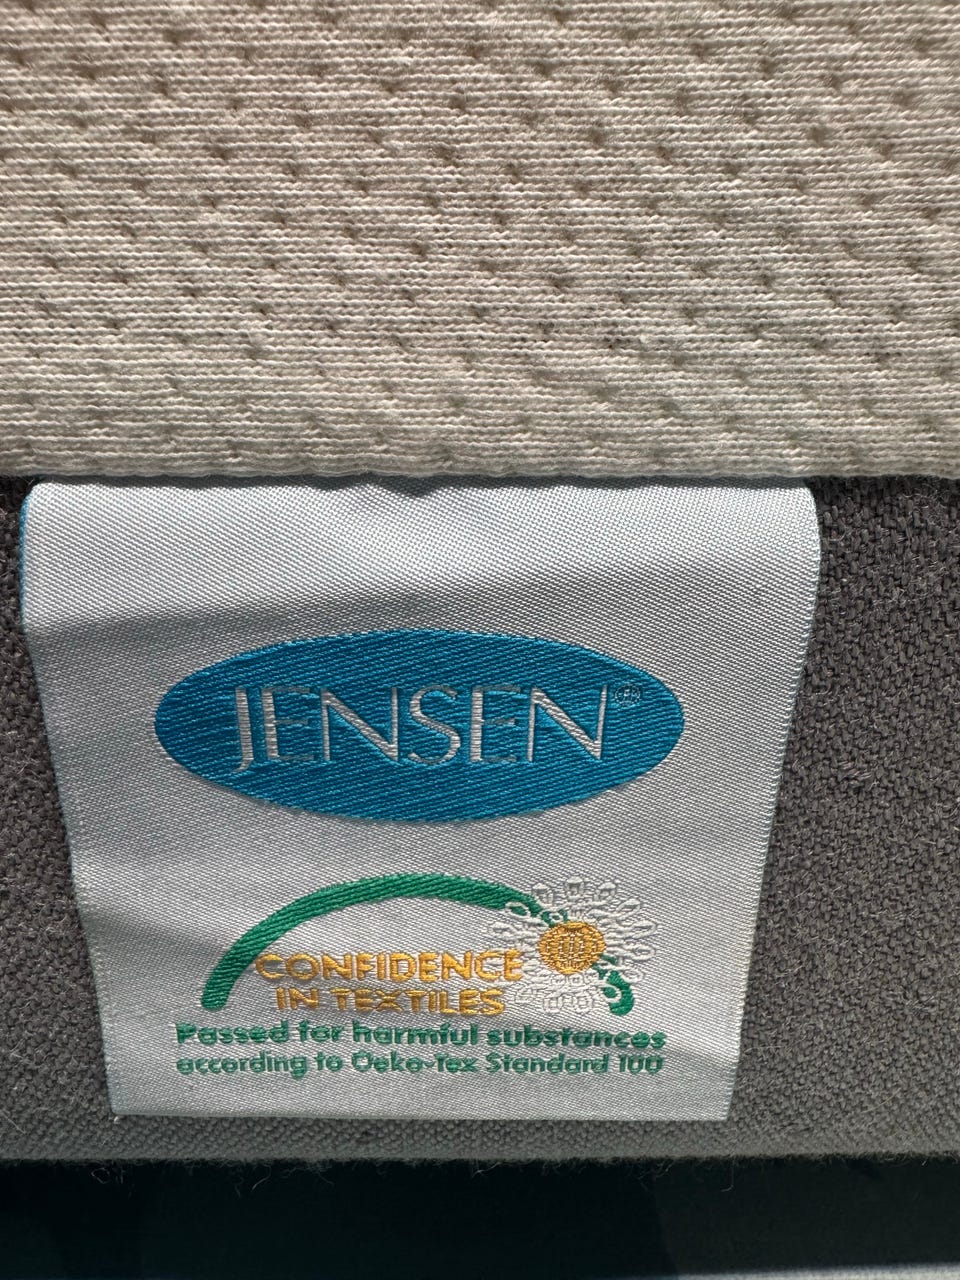 JENSEN®
CONFIDENCE
IN TEXTILES
Passed for harmful substances
according to Oeko-Tex Standard 100